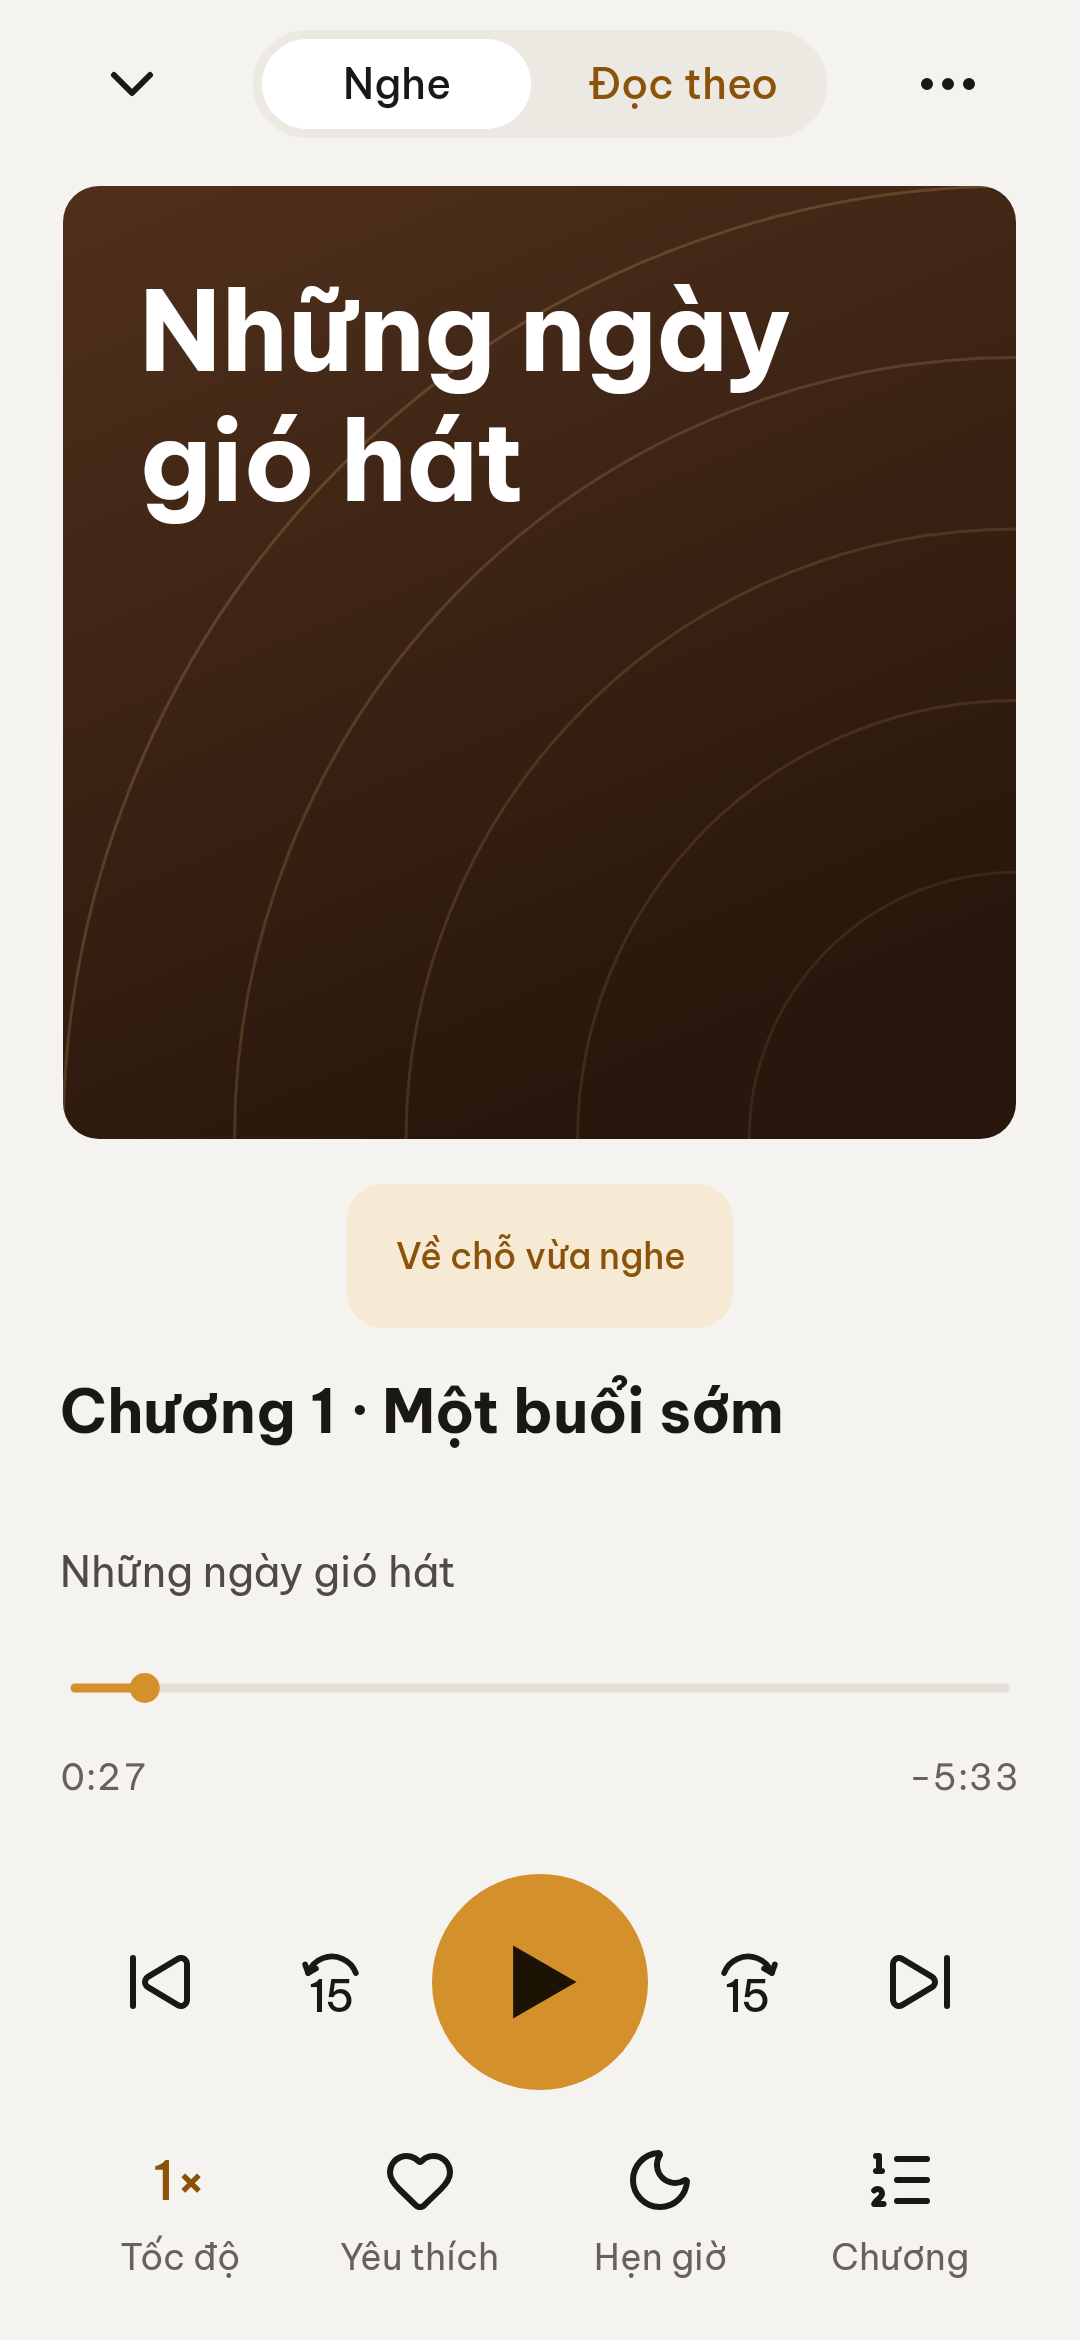 Nghe
Đọc theo
Những ngày
gió hát
Về chỗ vừa nghe
Chương 1 · Một buổi sớm
Những ngày gió hát
0:27
−5:33
15
15
1×
Tốc độ
Yêu thích
Hẹn giờ
Chương